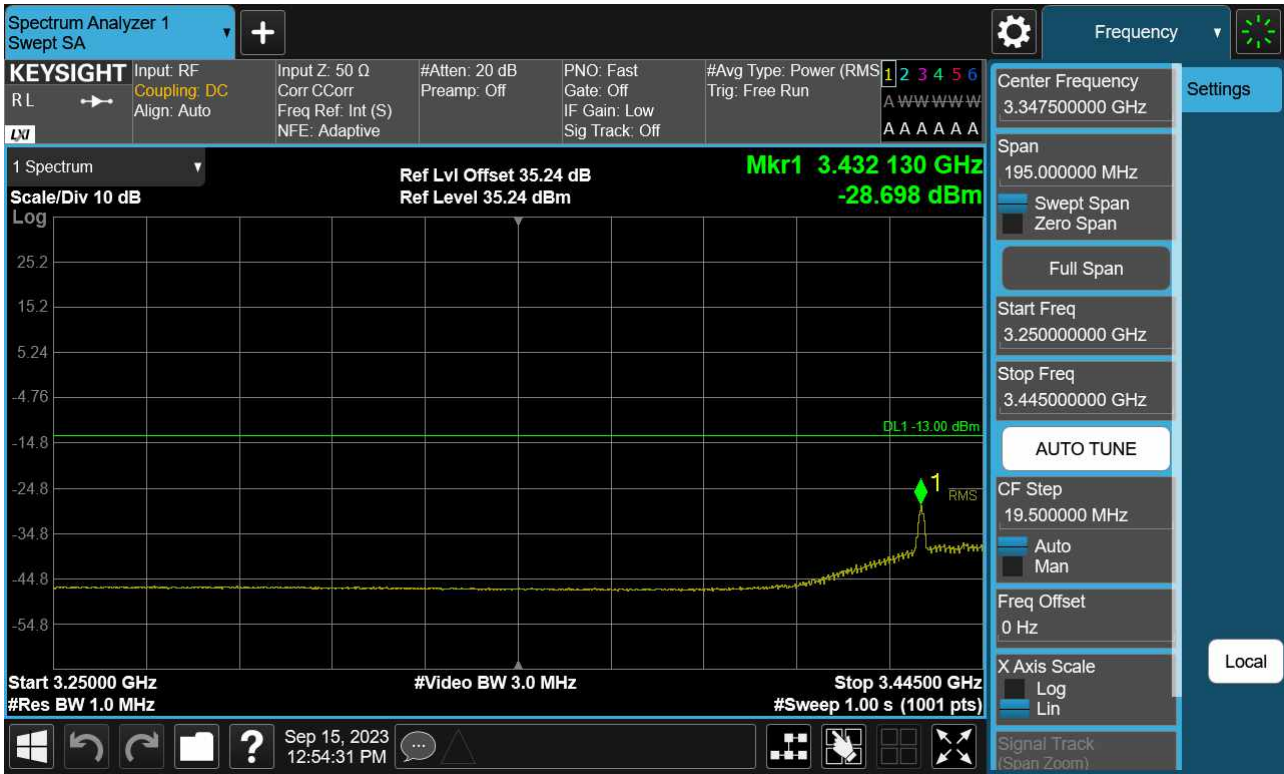 Spectrum Analyzer 1
Swept SA
+
Frequency
KEYSIGHT
RL
LXI
Input: RF
Coupling: DC
Align: Auto
Input Z: 50 Ω
Corr CCorr
Freq Ref: Int (S)
NFE: Adaptive
#Atten: 20 dB
Preamp: Off
PNO: Fast
Gate: Off
IF Gain: Low
Sig Track: Off
#Avg Type: Power (RMS
Trig: Free Run
1 2 3 4 5 6
A W W W W W
A A A A A A
1 Spectrum
Scale/Div 10 dB
Log
Ref Lvl Offset 35.24 dB
Ref Level 35.24 dBm
Mkr1 3.432 130 GHz
-28.698 dBm
25.2
15.2
5.24
-4.76
-14.8
-24.8
-34.8
-44.8
-54.8
DL1 -13.00 dBm
1
RMS
Start 3.25000 GHz
#Res BW 1.0 MHz
#Video BW 3.0 MHz
Stop 3.44500 GHz
#Sweep 1.00 s (1001 pts)
Center Frequency
3.347500000 GHz
Span
195.000000 MHz
Swept Span
Zero Span
Full Span
Start Freq
3.250000000 GHz
Stop Freq
3.445000000 GHz
AUTO TUNE
CF Step
19.500000 MHz
Auto
Man
Freq Offset
0 Hz
X Axis Scale
Log
Lin
Signal Track
(Span Zoom)
Settings
Local
?
Sep 15, 2023
12:54:31 PM